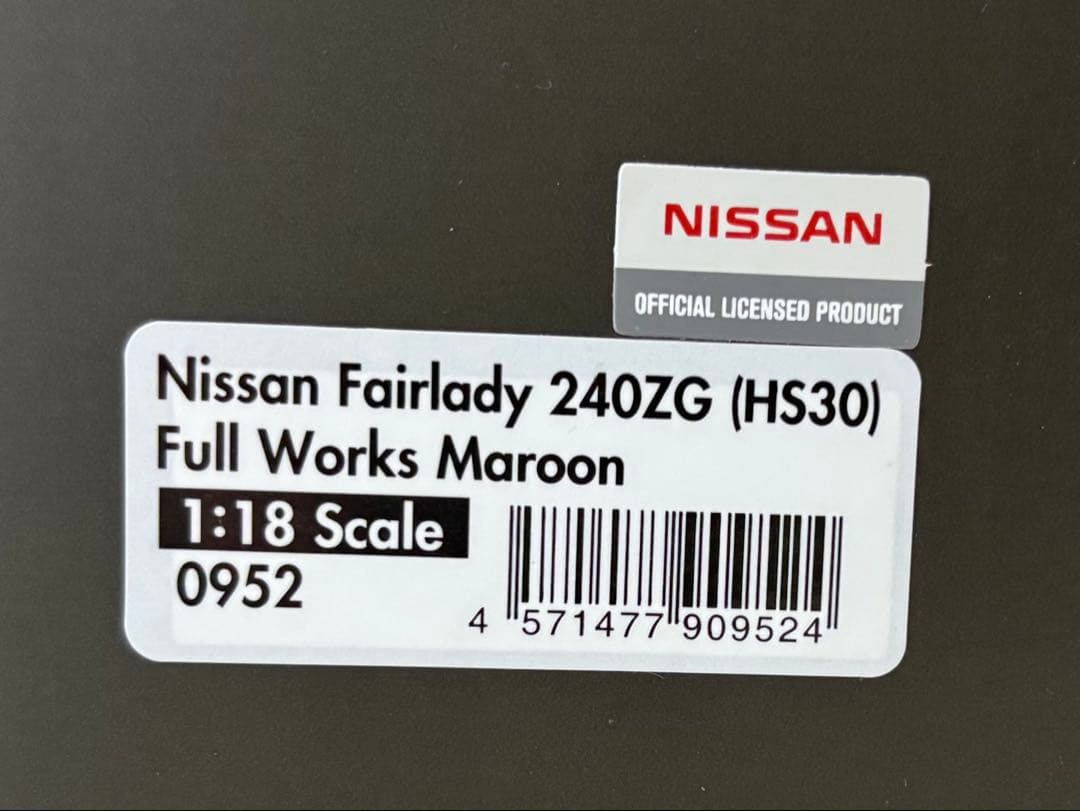 NISSAN
OFFICIAL LICENSED PRODUCT
Nissan Fairlady 240ZG (HS30)
Full Works Maroon
1:18 Scale
0952
4 571477 909524